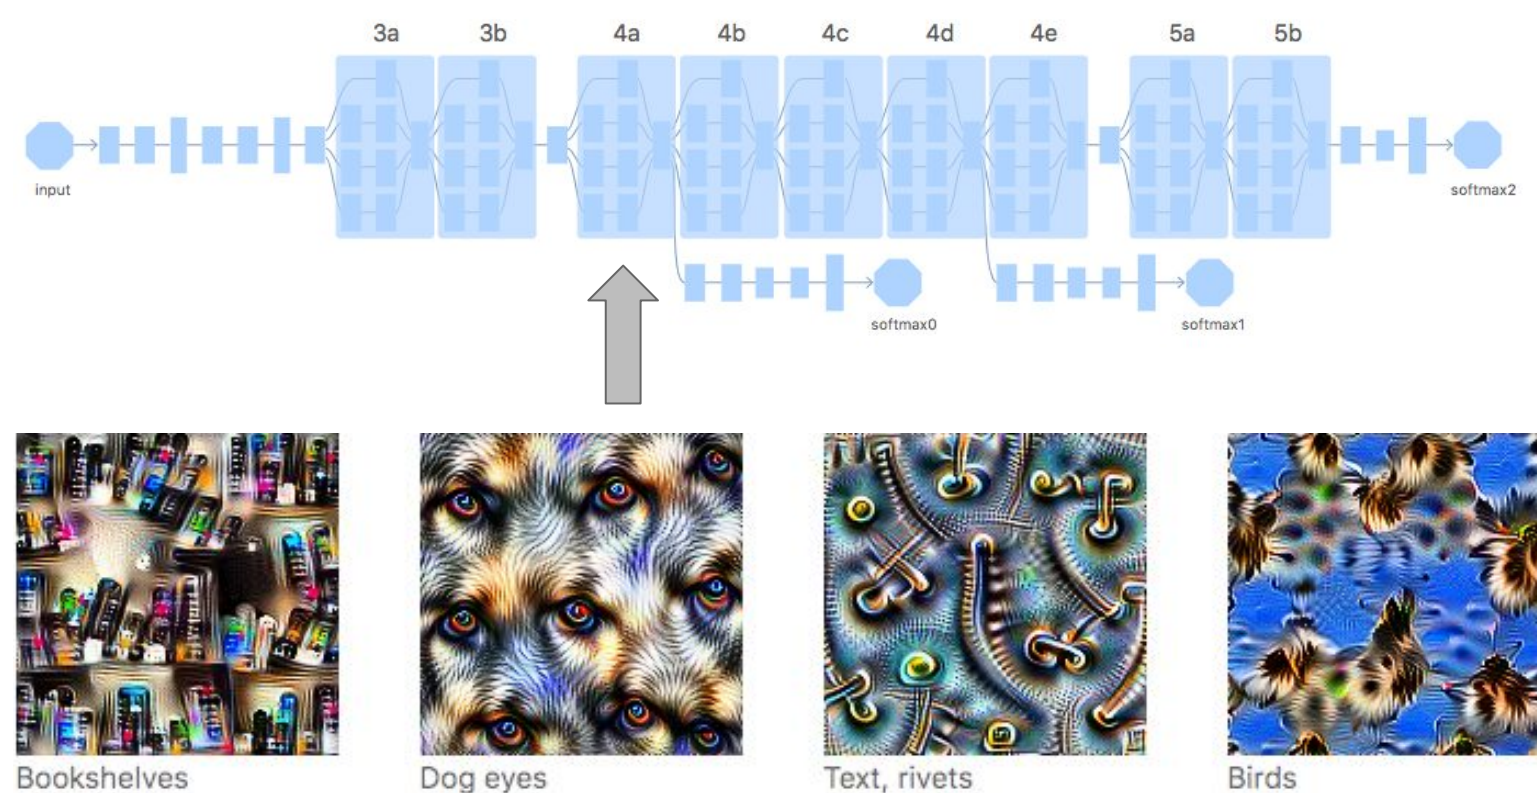 3a 3b 4a 4b 4c 4d 4e 5a 5b
input
softmax2
softmax0
softmax1
Bookshelves
Dog eyes
Text, rivets
Birds